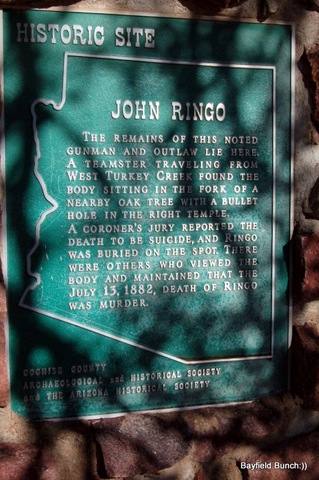 HISTORIC SITE
JOHN RINGO
THE REMAINS OF THIS NOTED
GUNMAN AND OUTLAW LIE HERE.
A TEAMSTER TRAVELING FROM
WEST TURKEY CREEK FOUND THE
BODY SITTING IN THE FORK OF A
NEARBY OAK TREE WITH A BULLET
HOLE IN THE RIGHT TEMPLE.
A CORONER'S JURY REPORTED THE
DEATH TO BE SUICIDE, AND RINGO
WAS BURIED ON THE SPOT. THERE
WERE OTHERS WHO VIEWED THE
BODY AND MAINTAINED THAT THE
JULY 13, 1882, DEATH OF RINGO
WAS MURDER.
COCHISE COUNTY
ARCHAEOLOGICAL and HISTORICAL SOCIETY
and THE ARIZONA HISTORICAL SOCIETY
Bayfield Bunch:))